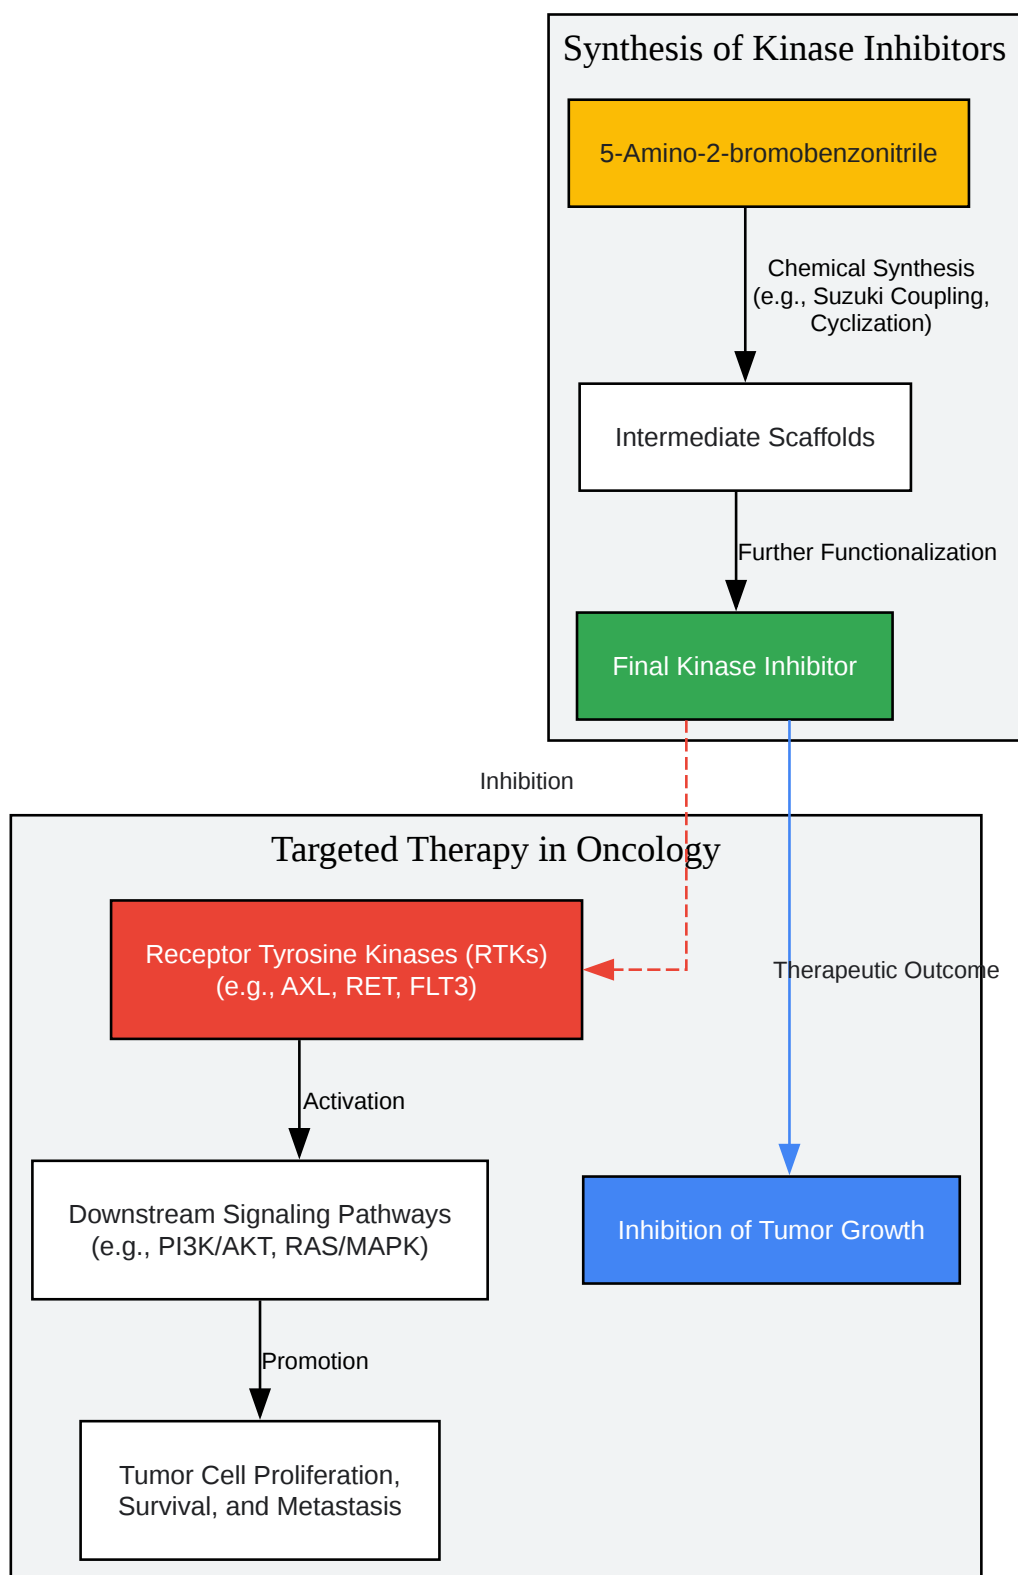 Synthesis of Kinase Inhibitors
5-Amino-2-bromobenzonitrile
Chemical Synthesis
(e.g., Suzuki Coupling,
Cyclization)
Intermediate Scaffolds
Further Functionalization
Final Kinase Inhibitor
Inhibition
Targeted Therapy in Oncology
Receptor Tyrosine Kinases (RTKs)
(e.g., AXL, RET, FLT3)
Therapeutic Outcome
Activation
Downstream Signaling Pathways
(e.g., PI3K/AKT, RAS/MAPK)
Inhibition of Tumor Growth
Promotion
Tumor Cell Proliferation,
Survival, and Metastasis